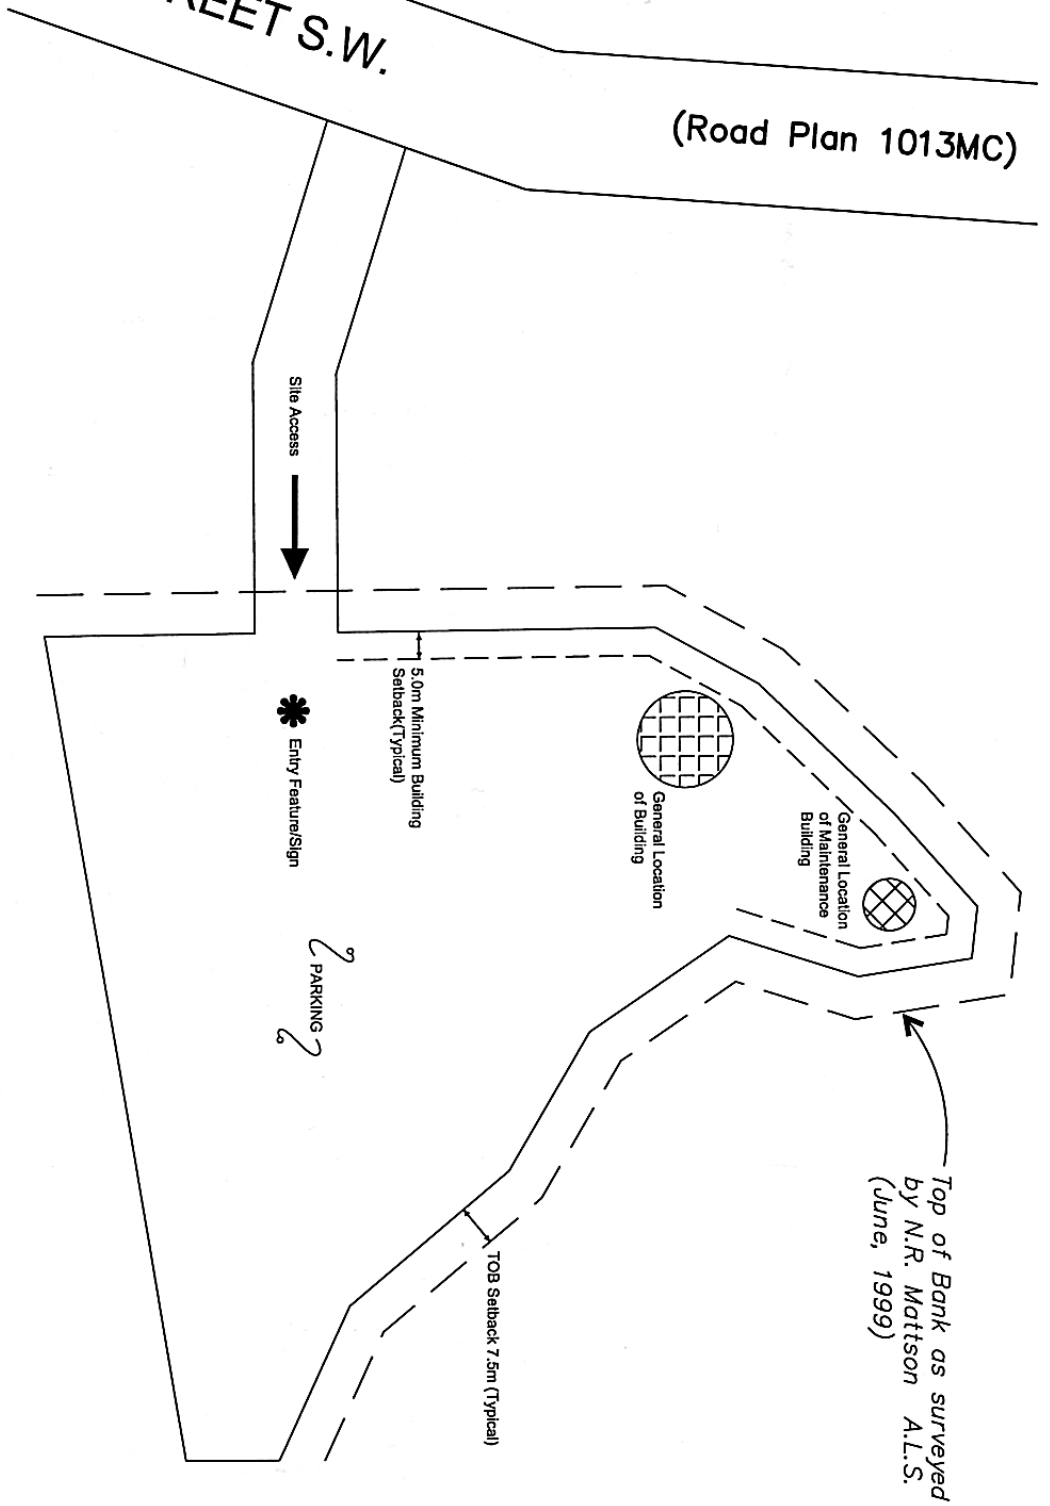 S.W.
(Road Plan 1013MC)
Site Access
5.0m Minimum Building
Setback(Typical)
Entry Feature/Sign
General Location
of Building
General Location
of Maintenance
Building
PARKING
Top of Bank as surveyed
by N.R. Mattson A.L.S.
(June, 1999)
TOB Setback 7.5m (Typical)